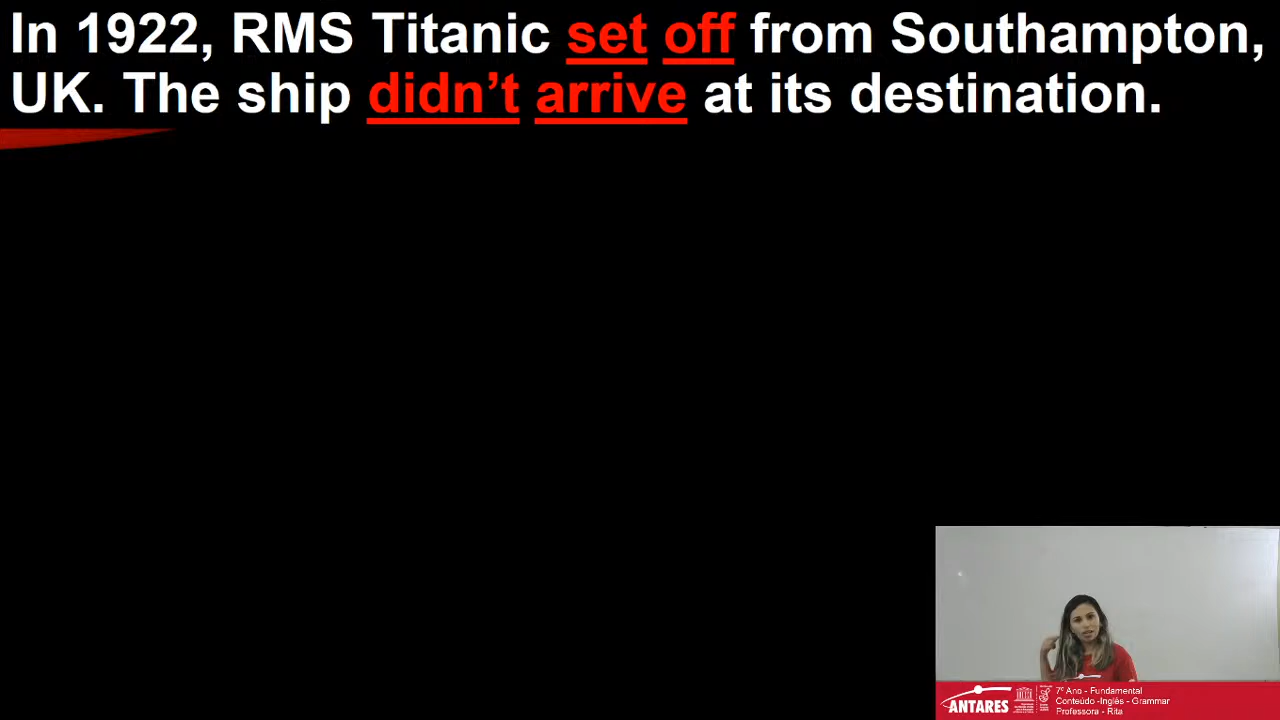 In 1922, RMS Titanic set off from Southampton,
UK. The ship didn’t arrive at its destination.
ANTARES
7º Ano - Fundamental
Conteúdo -Inglês - Grammar
Professora - Rita